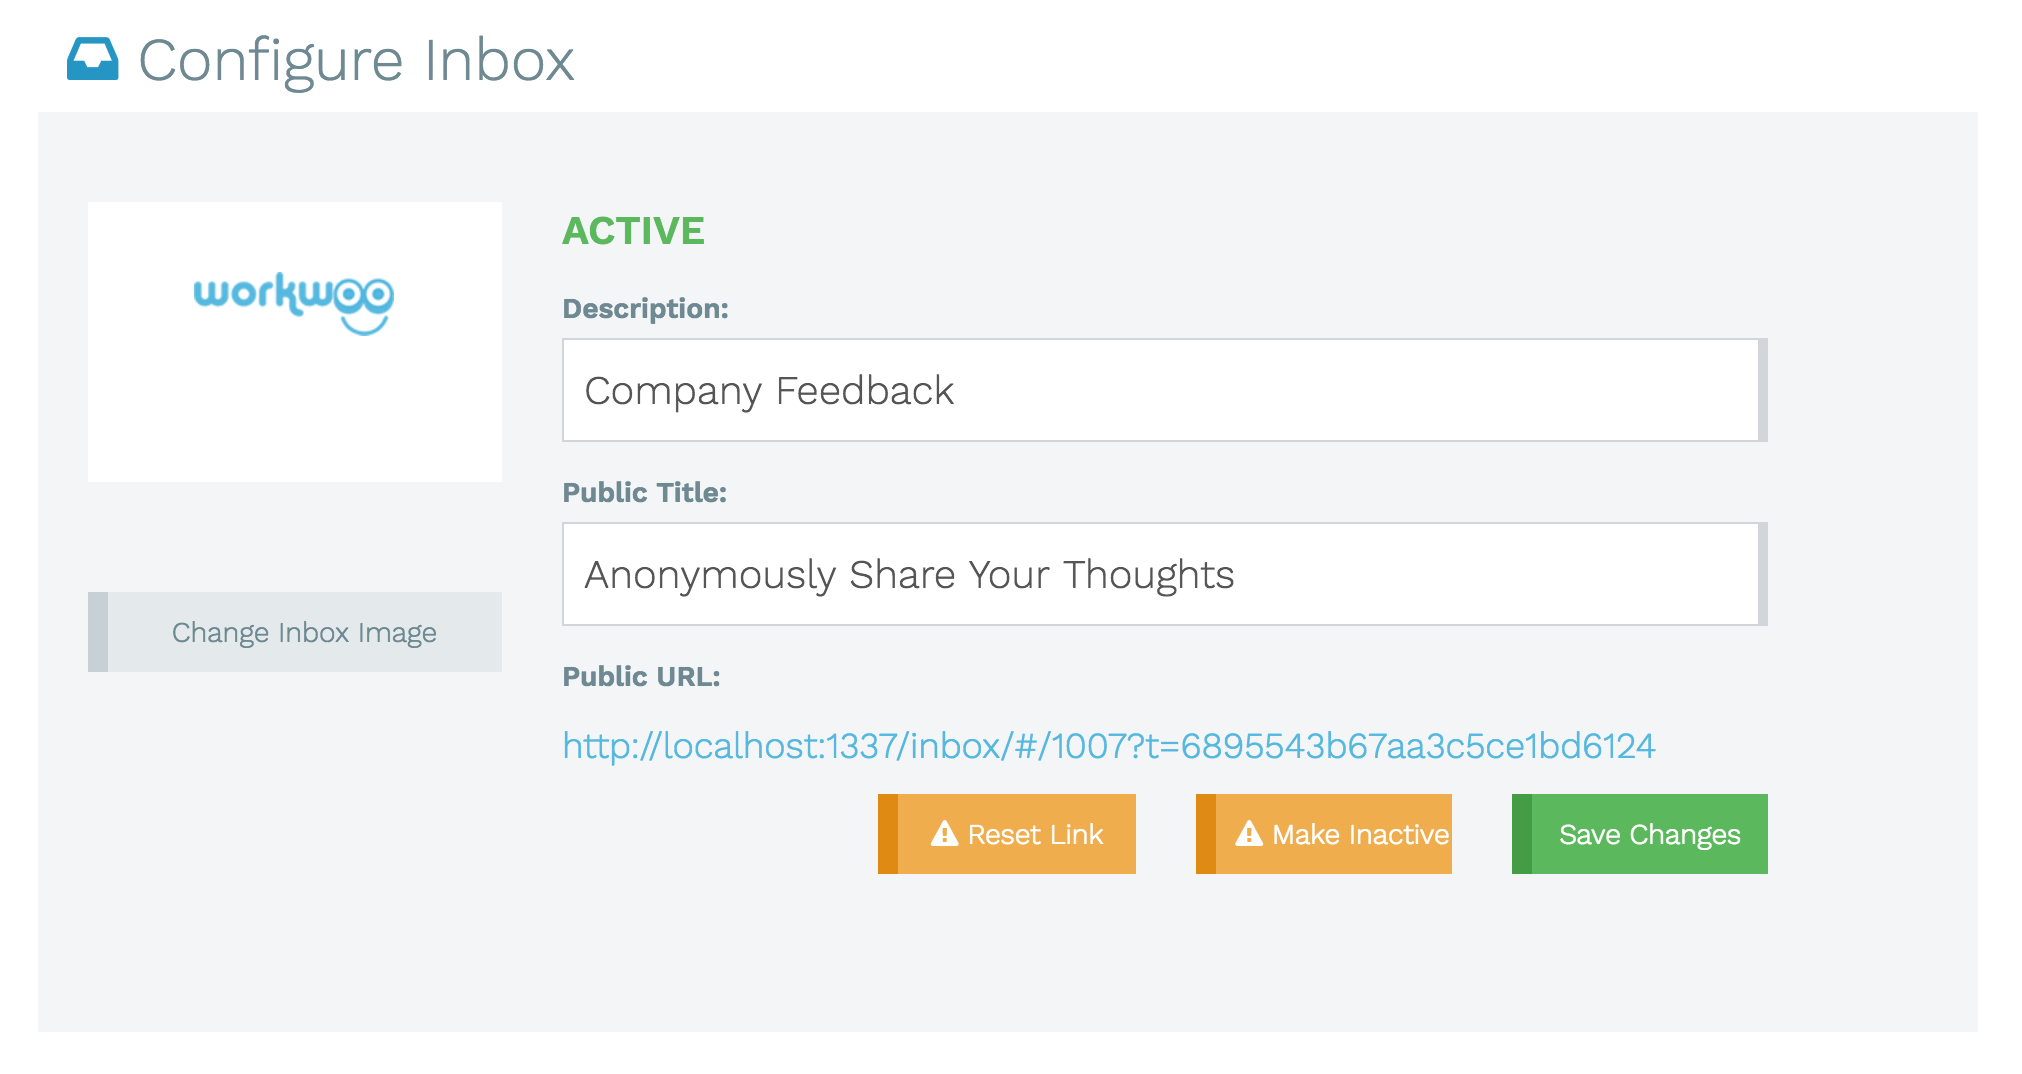 Configure Inbox
workwoo
ACTIVE
Description:
Company Feedback
Public Title:
Anonymously Share Your Thoughts
Change Inbox Image
Public URL:
http://localhost:1337/inbox/#/1007?t=6895543b67aa3c5ce1bd6124
Reset Link
Make Inactive
Save Changes